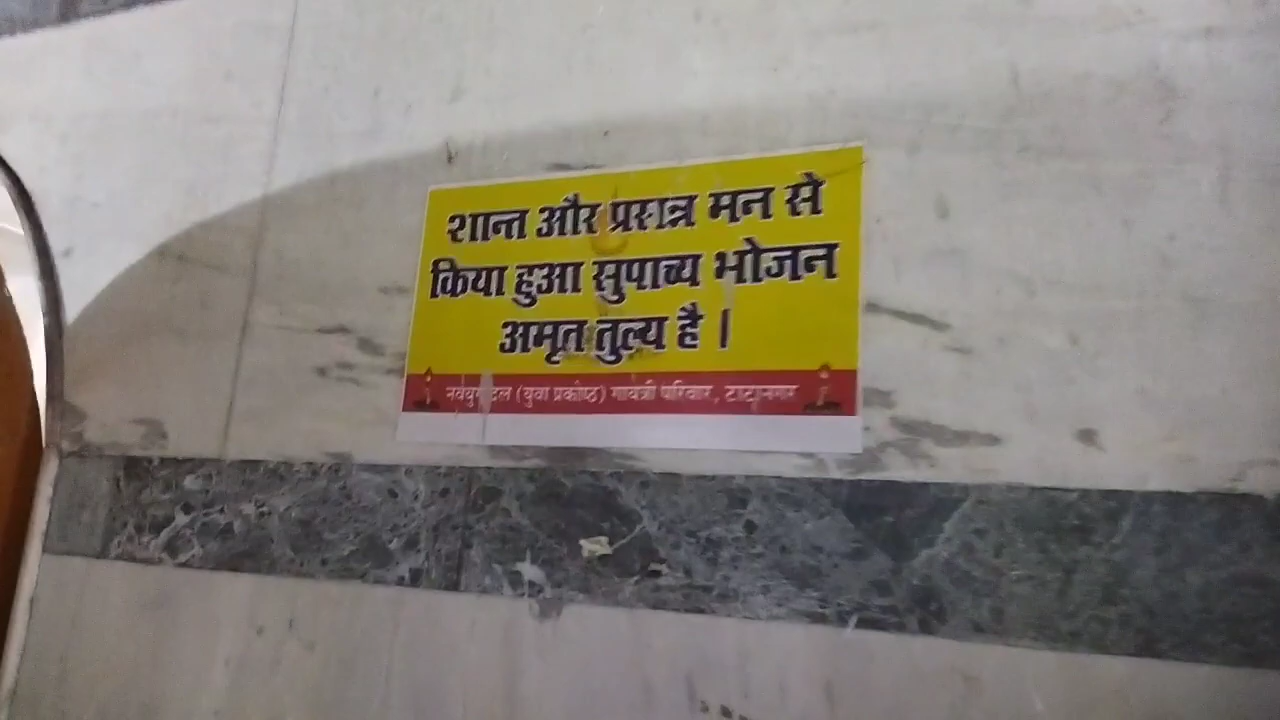 शान्त और प्रसन्न मन से
किया हुआ सुपाच्य भोजन
अमृत तुल्य है ।
नवयुग दल (युवा प्रकोष्ठ) गायत्री परिवार, टाटानगर